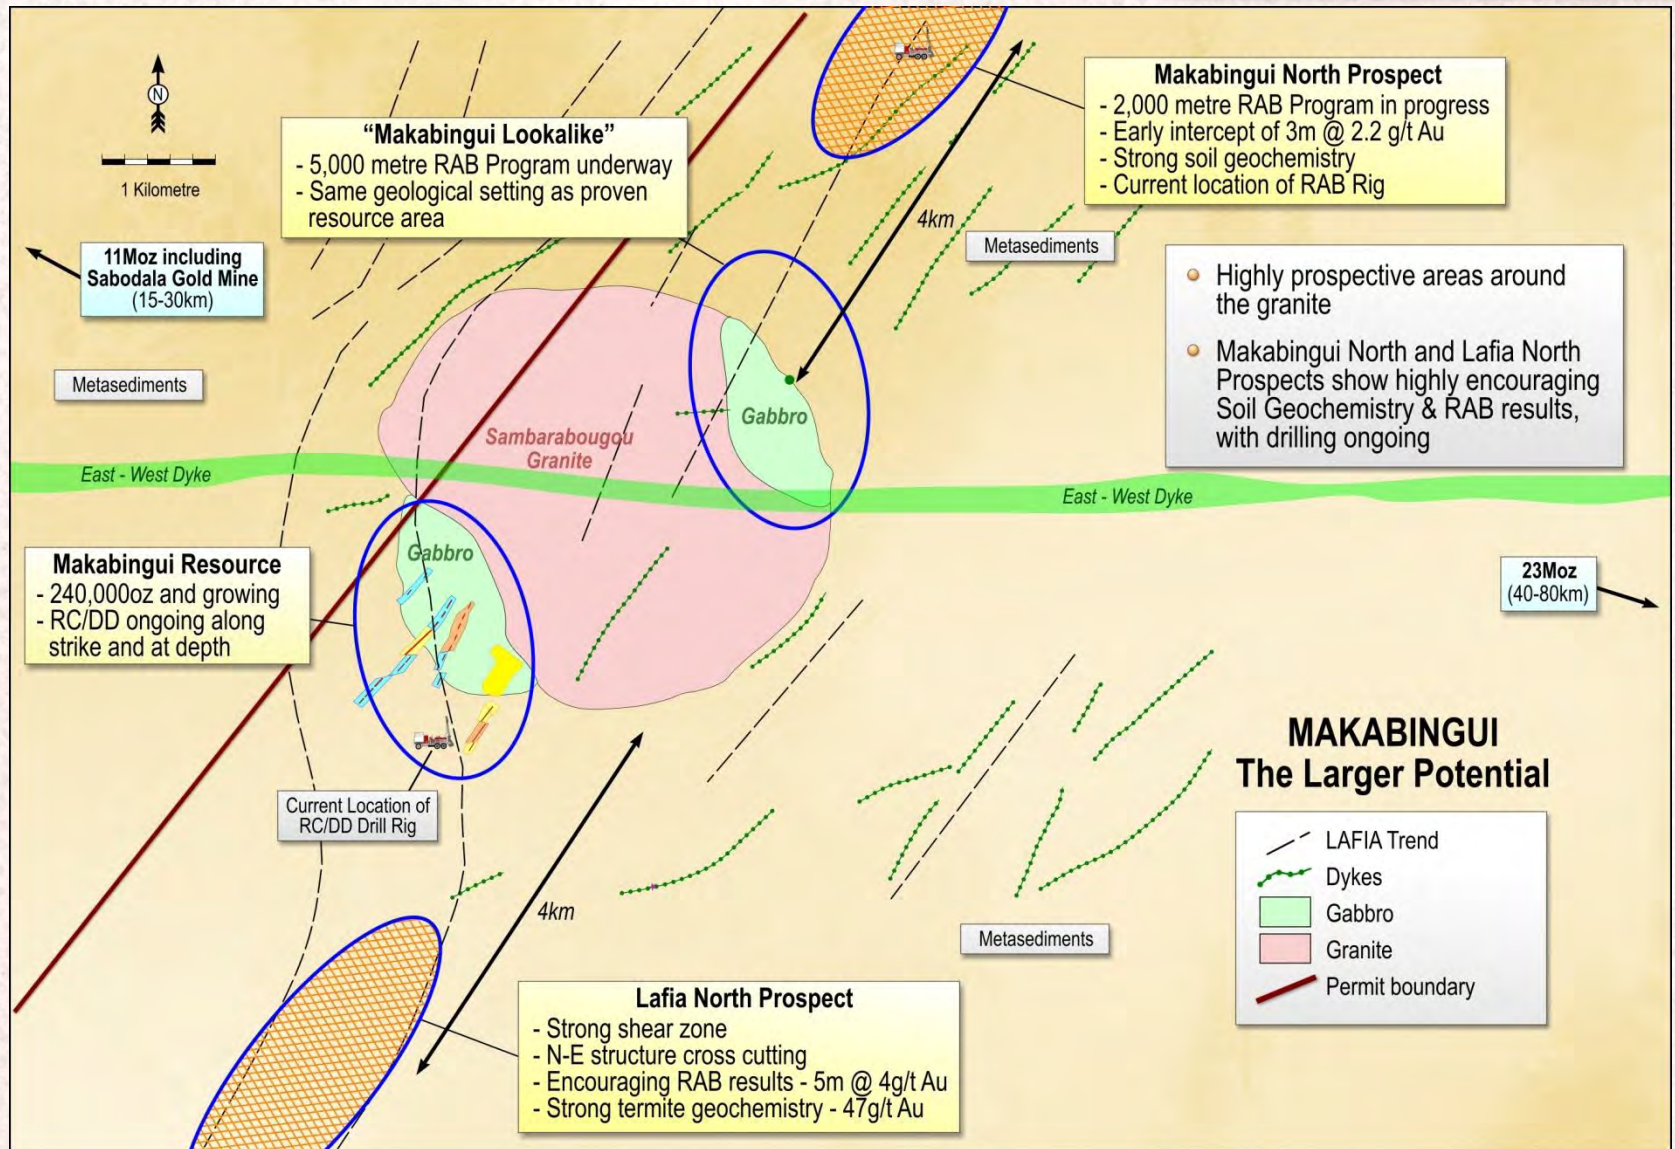 N
1 Kilometre
"Makabingui Lookalike"
- 5,000 metre RAB Program underway
- Same geological setting as proven
resource area
Makabingui North Prospect
- 2,000 metre RAB Program in progress
- Early intercept of 3m @ 2.2 g/t Au
- Strong soil geochemistry
- Current location of RAB Rig
4km
Metasediments
11Moz including
Sabodala Gold Mine
(15-30km)
Highly prospective areas around
the granite
Makabingui North and Lafia North
Prospects show highly encouraging
Soil Geochemistry & RAB results,
with drilling ongoing
Metasediments
Gabbro
Sambarabougou
Granite
East - West Dyke
East - West Dyke
Makabingui Resource
- 240,000oz and growing
- RC/DD ongoing along
strike and at depth
Gabbro
23Moz
(40-80km)
Current Location of
RC/DD Drill Rig
4km
Metasediments
MAKABINGUI
The Larger Potential
LAFIA Trend
Dykes
Gabbro
Granite
Permit boundary
Lafia North Prospect
- Strong shear zone
- N-E structure cross cutting
- Encouraging RAB results - 5m @ 4g/t Au
- Strong termite geochemistry - 47g/t Au